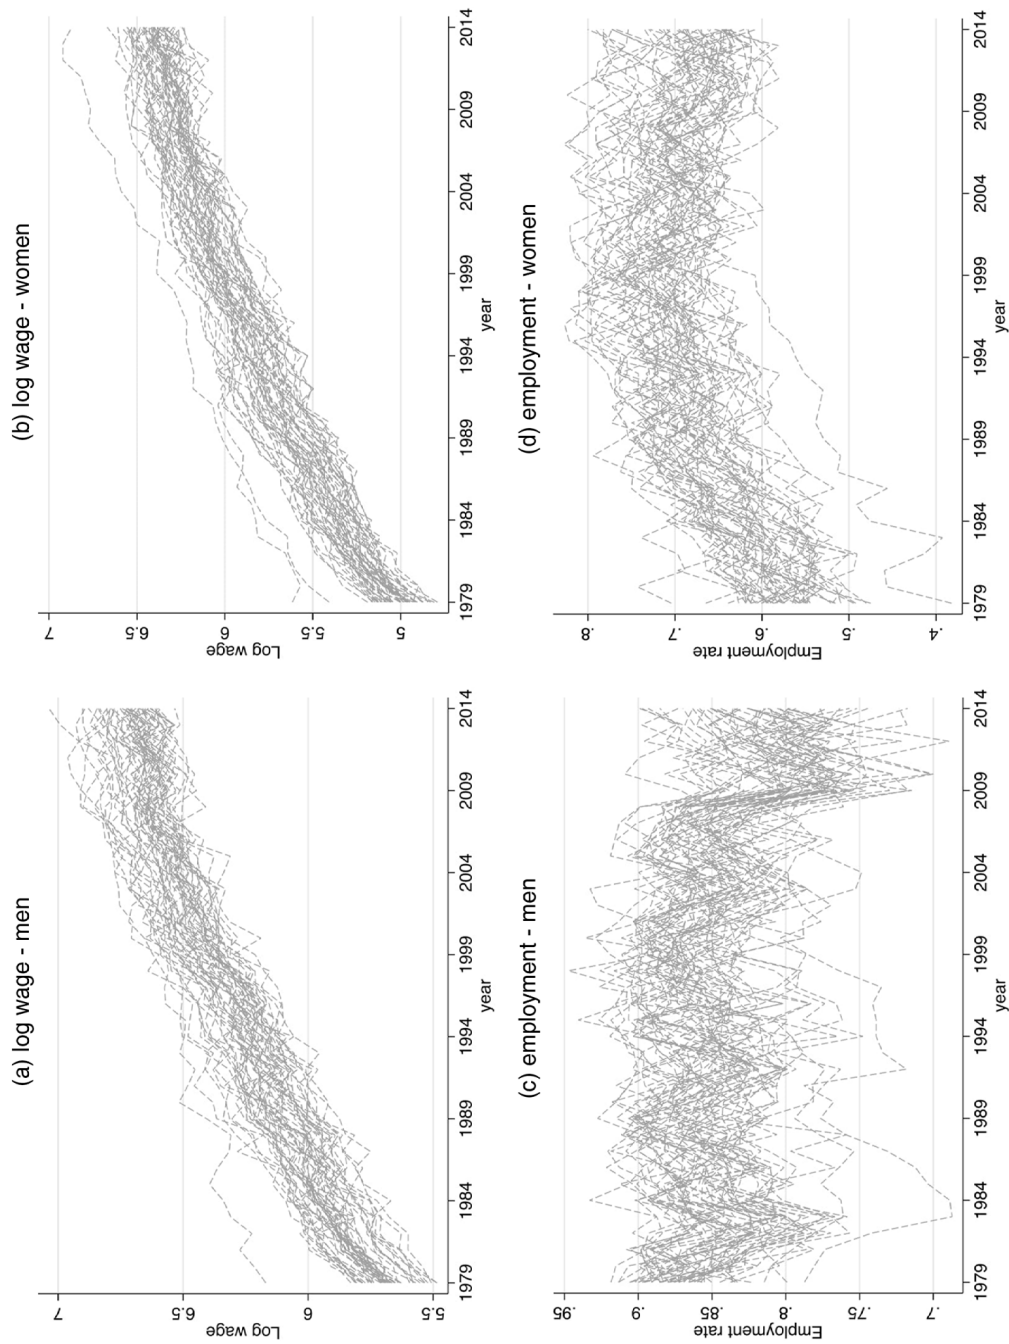 (a) log wage - men
7
6.5
6
5.5
Log wage
1979 1984 1989 1994 1999 2004 2009 2014
year
(b) log wage - women
7
6.5
6
5.5
5
Log wage
1979 1984 1989 1994 1999 2004 2009 2014
year
(c) employment - men
.95
.9
.85
.8
.75
.7
Employment rate
1979 1984 1989 1994 1999 2004 2009 2014
year
(d) employment - women
.8
.7
.6
.5
.4
Employment rate
1979 1984 1989 1994 1999 2004 2009 2014
year